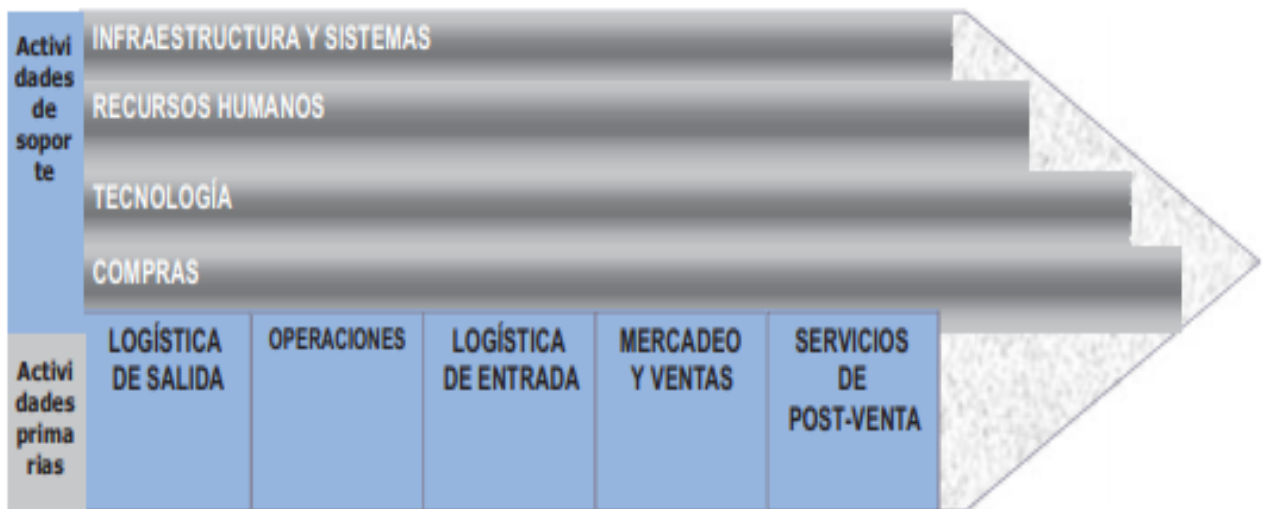 Activi
dades
de
sopor
te
INFRAESTRUCTURA Y SISTEMAS
RECURSOS HUMANOS
TECNOLOGÍA
COMPRAS
Activi
dades
prima
rias
LOGÍSTICA
DE SALIDA
OPERACIONES
LOGÍSTICA
DE ENTRADA
MERCADEO
Y VENTAS
SERVICIOS
DE
POST-VENTA